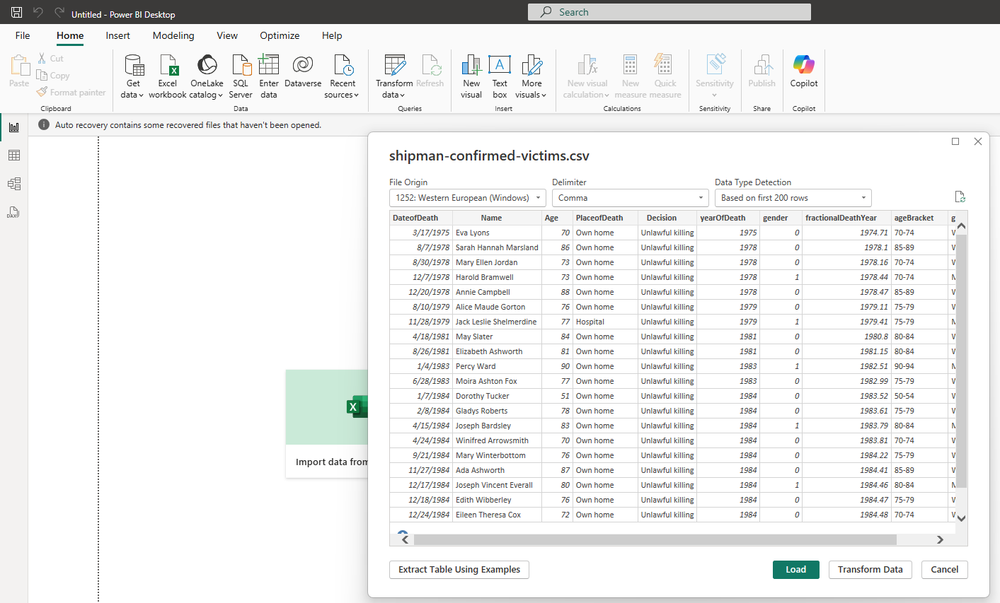 Untitled - Power BI Desktop
Search
File Home Insert Modeling View Optimize Help
Paste
Cut
Copy
Format painter
Clipboard
Get data
Excel workbook
OneLake catalog
SQL Server
Enter data
Dataverse
Recent sources
Data
Transform data
Refresh
Queries
New visual
Text box
More visuals
Insert
New visual calculation
New measure
Quick measure
Calculations
Sensitivity
Sensitivity
Publish
Share
Copilot
Copilot
Auto recovery contains some recovered files that haven't been opened.
Import data from
shipman-confirmed-victims.csv
File Origin Delimiter Data Type Detection
1252: Western European (Windows) Comma Based on first 200 rows
DateofDeath Name Age PlaceofDeath Decision yearOfDeath gender fractionalDeathYear ageBracket g
3/17/1975 Eva Lyons 70 Own home Unlawful killing 1975 0 1974.71 70-74
8/7/1978 Sarah Hannah Marsland 86 Own home Unlawful killing 1978 0 1978.1 85-89
8/30/1978 Mary Ellen Jordan 73 Own home Unlawful killing 1978 0 1978.16 70-74
12/7/1978 Harold Bramwell 73 Own home Unlawful killing 1978 1 1978.44 70-74
12/20/1978 Annie Campbell 88 Own home Unlawful killing 1978 0 1978.47 85-89
8/10/1979 Alice Maude Gorton 76 Own home Unlawful killing 1979 0 1979.11 75-79
11/28/1979 Jack Leslie Shelmerdine 77 Hospital Unlawful killing 1979 1 1979.41 75-79
4/18/1981 May Slater 84 Own home Unlawful killing 1981 0 1980.8 80-84
8/26/1981 Elizabeth Ashworth 81 Own home Unlawful killing 1981 0 1981.15 80-84
1/4/1983 Percy Ward 90 Own home Unlawful killing 1983 1 1982.51 90-94
6/28/1983 Moira Ashton Fox 77 Own home Unlawful killing 1983 0 1982.99 75-79
1/7/1984 Dorothy Tucker 51 Own home Unlawful killing 1984 0 1983.52 50-54
2/8/1984 Gladys Roberts 78 Own home Unlawful killing 1984 0 1983.61 75-79
4/15/1984 Joseph Bardsley 83 Own home Unlawful killing 1984 1 1983.79 80-84
4/24/1984 Winifred Arrowsmith 70 Own home Unlawful killing 1984 0 1983.81 70-74
9/21/1984 Mary Winterbottom 76 Own home Unlawful killing 1984 0 1984.22 75-79
11/27/1984 Ada Ashworth 87 Own home Unlawful killing 1984 0 1984.41 85-89
12/17/1984 Joseph Vincent Everall 80 Own home Unlawful killing 1984 1 1984.46 80-84
12/18/1984 Edith Wibberley 76 Own home Unlawful killing 1984 0 1984.47 75-79
12/24/1984 Eileen Theresa Cox 72 Own home Unlawful killing 1984 0 1984.48 70-74
Extract Table Using Examples Load Transform Data Cancel